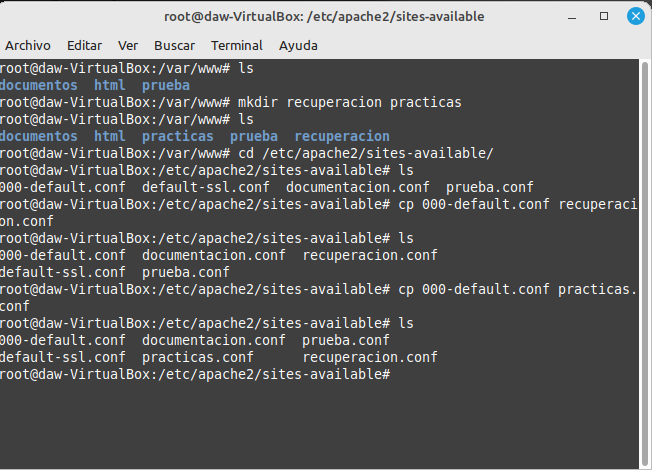 root@daw-VirtualBox: /etc/apache2/sites-available
Archivo Editar Ver Buscar Terminal Ayuda
root@daw-VirtualBox:/var/www# ls
documentos  html  prueba
root@daw-VirtualBox:/var/www# mkdir recuperacion practicas
root@daw-VirtualBox:/var/www# ls
documentos  html  practicas  prueba  recuperacion
root@daw-VirtualBox:/var/www# cd /etc/apache2/sites-available/
root@daw-VirtualBox:/etc/apache2/sites-available# ls
000-default.conf  default-ssl.conf  documentacion.conf  prueba.conf
root@daw-VirtualBox:/etc/apache2/sites-available# cp 000-default.conf recuperaci
on.conf
root@daw-VirtualBox:/etc/apache2/sites-available# ls
000-default.conf  documentacion.conf  recuperacion.conf
default-ssl.conf  prueba.conf
root@daw-VirtualBox:/etc/apache2/sites-available# cp 000-default.conf practicas.
conf
root@daw-VirtualBox:/etc/apache2/sites-available# ls
000-default.conf  documentacion.conf  prueba.conf
default-ssl.conf  practicas.conf      recuperacion.conf
root@daw-VirtualBox:/etc/apache2/sites-available#